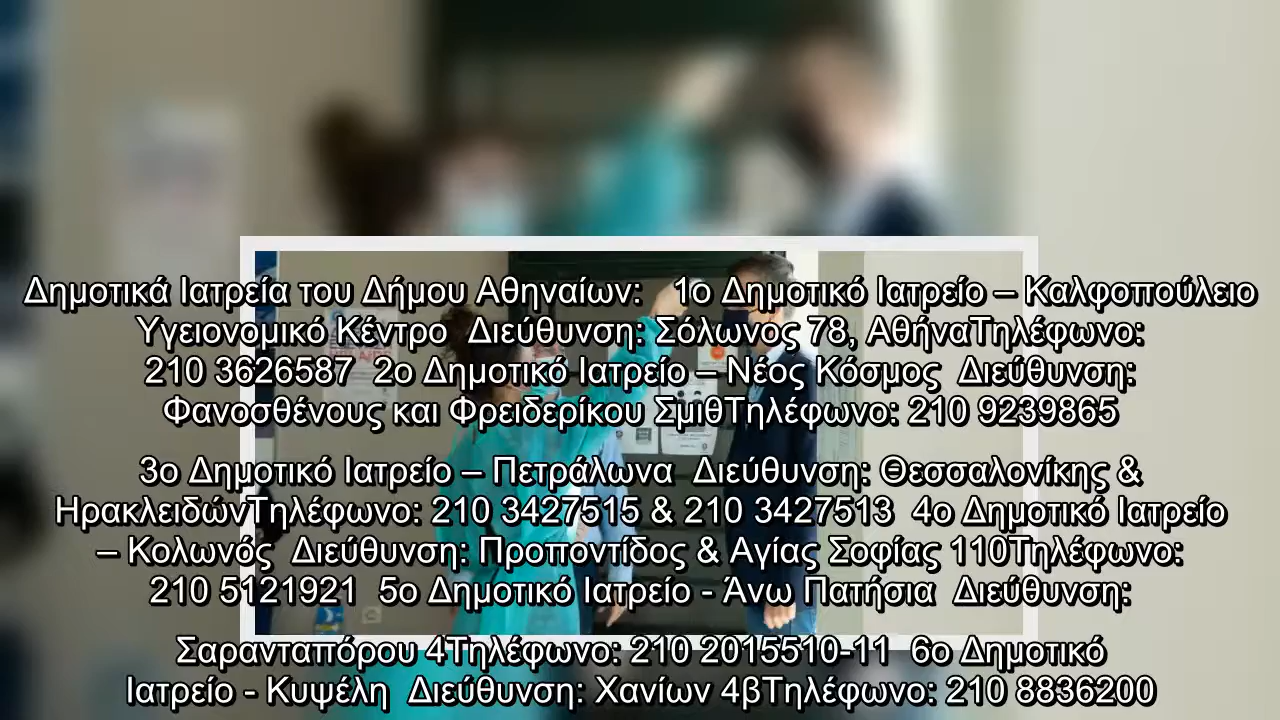 Δημοτικά Ιατρεία του Δήμου Αθηναίων:   1ο Δημοτικό Ιατρείο – Καλφοπούλειο
Υγειονομικό Κέντρο  Διεύθυνση: Σόλωνος 78, ΑθήναΤηλέφωνο:
210 3626587  2ο Δημοτικό Ιατρείο – Νέος Κόσμος  Διεύθυνση:
Φανοσθένους και Φρειδερίκου ΣμιθΤηλέφωνο: 210 9239865
3ο Δημοτικό Ιατρείο – Πετράλωνα  Διεύθυνση: Θεσσαλονίκης &
ΗρακλειδώνΤηλέφωνο: 210 3427515 & 210 3427513  4ο Δημοτικό Ιατρείο
– Κολωνός  Διεύθυνση: Προποντίδος & Αγίας Σοφίας 110Τηλέφωνο:
210 5121921  5ο Δημοτικό Ιατρείο - Άνω Πατήσια  Διεύθυνση:
Σαρανταπόρου 4Τηλέφωνο: 210 2015510-11  6ο Δημοτικό
Ιατρείο - Κυψέλη  Διεύθυνση: Χανίων 4βΤηλέφωνο: 210 8836200